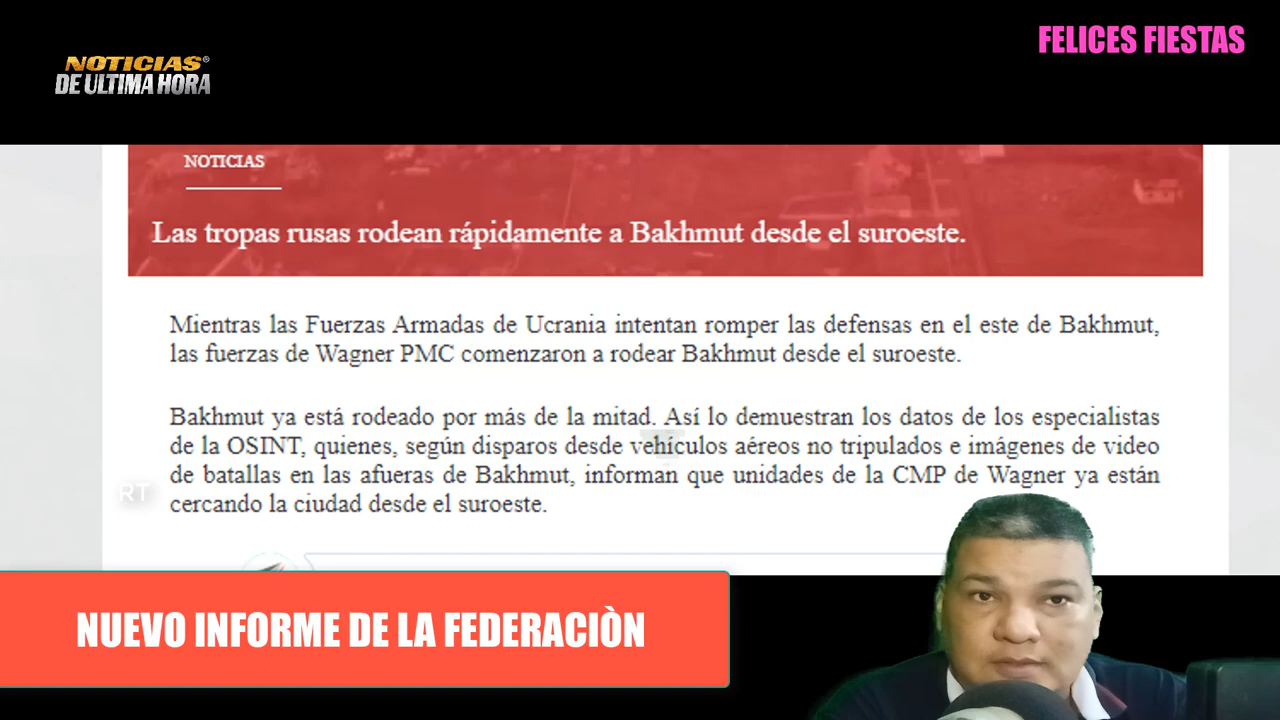 NOTICIAS®
DE ULTIMA HORA
FELICES FIESTAS
NOTICIAS
Las tropas rusas rodean rápidamente a Bakhmut desde el suroeste.
Mientras las Fuerzas Armadas de Ucrania intentan romper las defensas en el este de Bakhmut,
las fuerzas de Wagner PMC comenzaron a rodear Bakhmut desde el suroeste.
Bakhmut ya está rodeado por más de la mitad. Así lo demuestran los datos de los especialistas
de la OSINT, quienes, según disparos desde vehículos aéreos no tripulados e imágenes de video
de batallas en las afueras de Bakhmut, informan que unidades de la CMP de Wagner ya están
cercando la ciudad desde el suroeste.
RT
NUEVO INFORME DE LA FEDERACIÒN